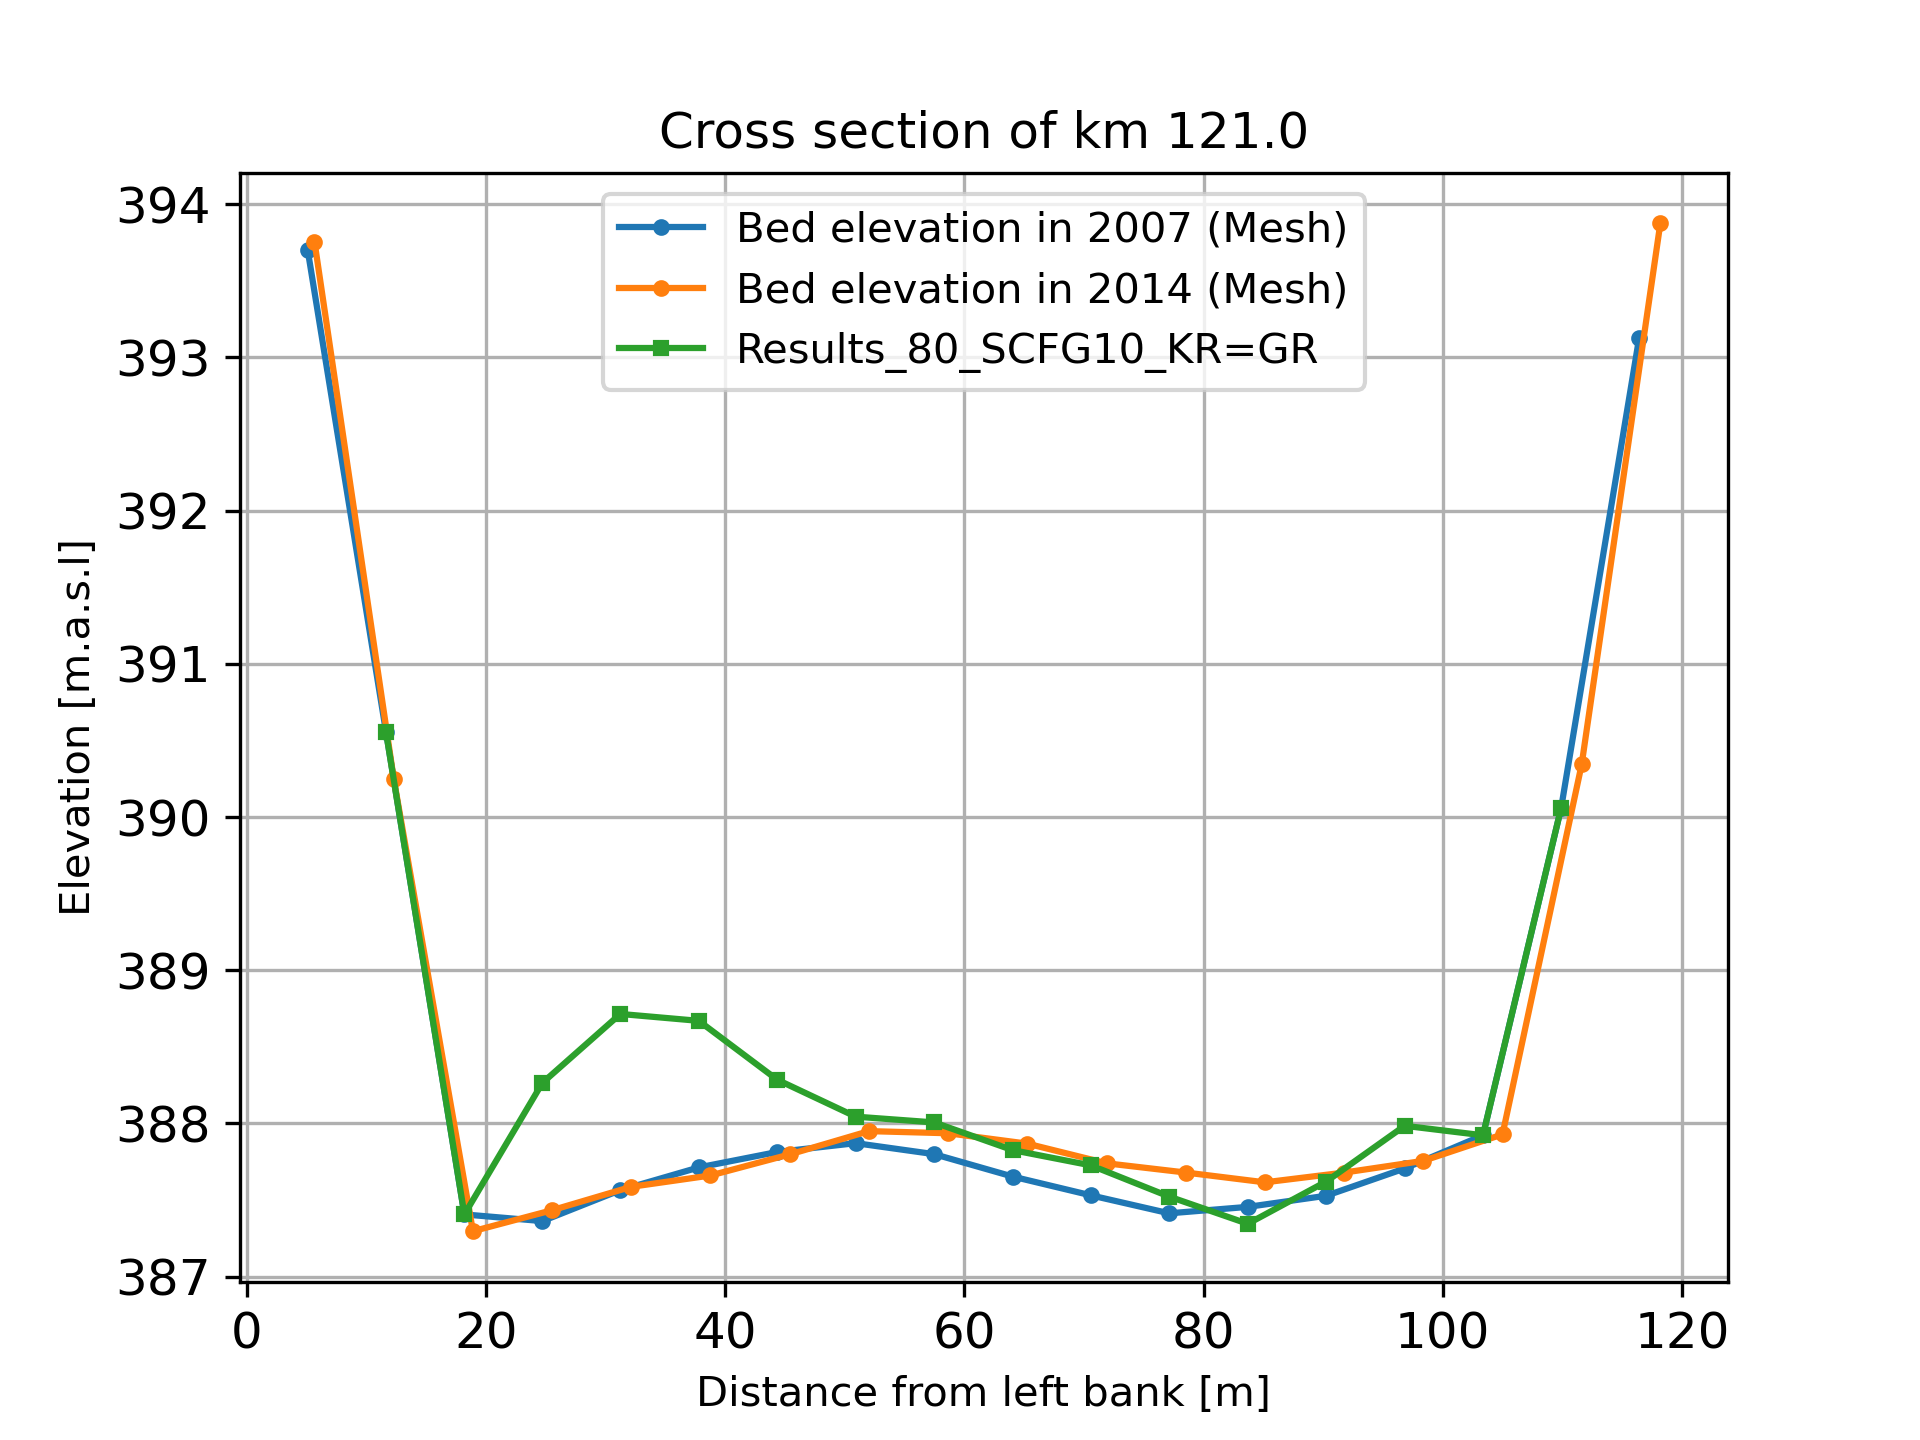 Cross section of km 121.0
Bed elevation in 2007 (Mesh)
Bed elevation in 2014 (Mesh)
Results_80_SCFG10_KR=GR
394
393
392
391
390
389
388
387
Elevation [m.a.s.l]
0 20 40 60 80 100 120
Distance from left bank [m]